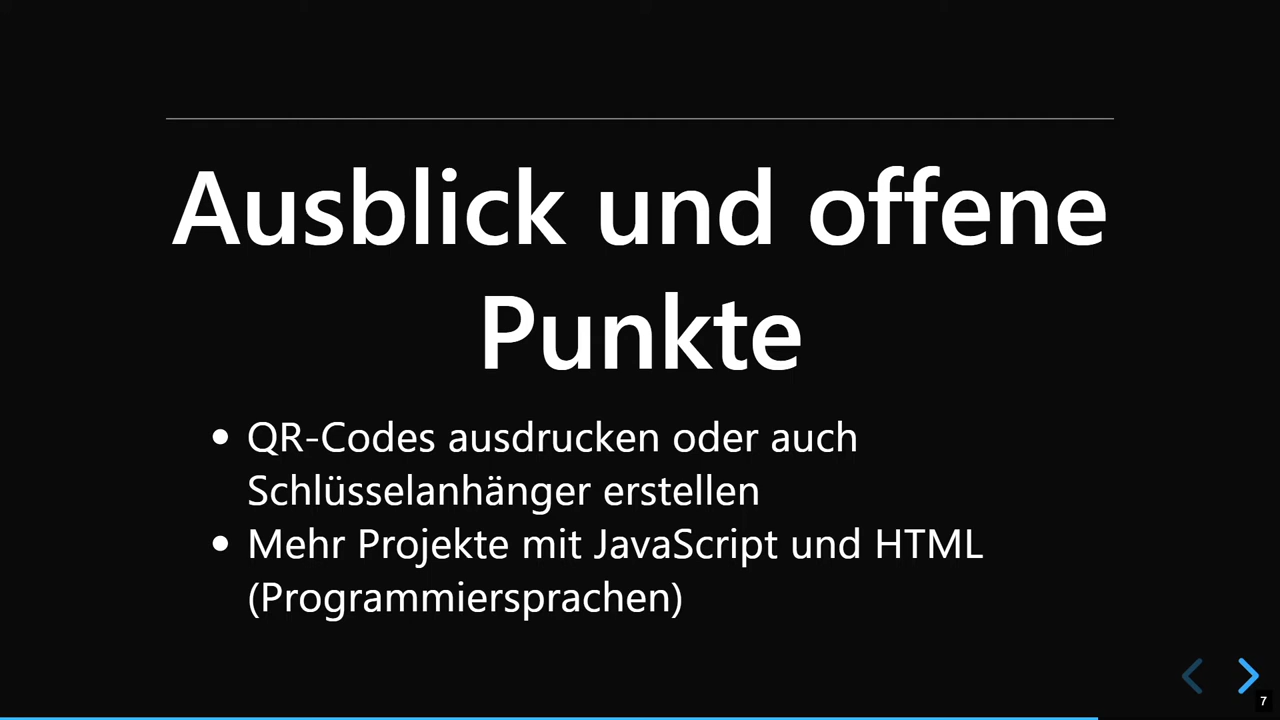 Ausblick und offene
Punkte
• QR-Codes ausdrucken oder auch
Schlüsselanhänger erstellen
• Mehr Projekte mit JavaScript und HTML
(Programmiersprachen)
7